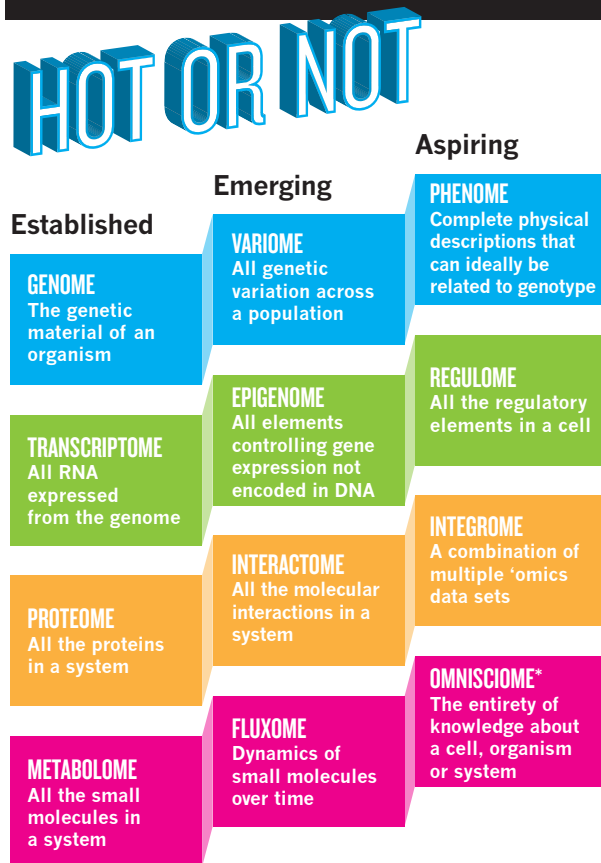 HOT OR NOT
Established
GENOME
The genetic
material of an
organism
TRANSCRIPTOME
All RNA
expressed
from the genome
PROTEOME
All the proteins
in a system
METABOLOME
All the small
molecules in
a system
Emerging
VARIOME
All genetic
variation across
a population
EPIGENOME
All elements
controlling gene
expression not
encoded in DNA
INTERACTOME
All the molecular
interactions in a
system
FLUXOME
Dynamics of
small molecules
over time
Aspiring
PHENOME
Complete physical
descriptions that
can ideally be
related to genotype
REGULOME
All the regulatory
elements in a cell
INTEGROME
A combination of
multiple ‘omics
data sets
OMNISCIOME*
The entirety of
knowledge about
a cell, organism
or system